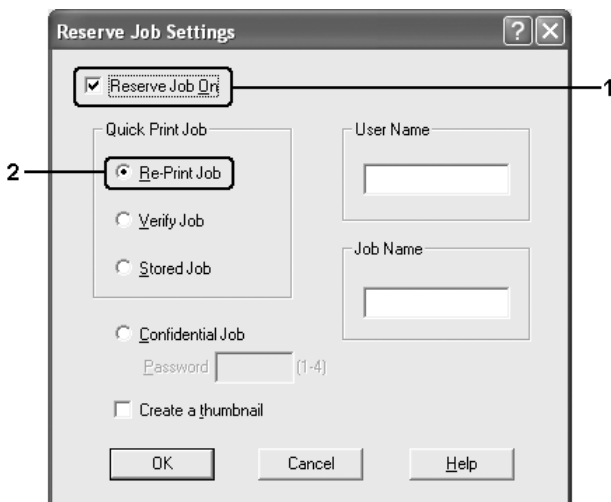 Reserve Job Settings
Reserve Job On
1
Quick Print Job
User Name
2
Re-Print Job
Verify Job
Job Name
Stored Job
Confidential Job
Password
(1-4)
Create a thumbnail
OK
Cancel
Help